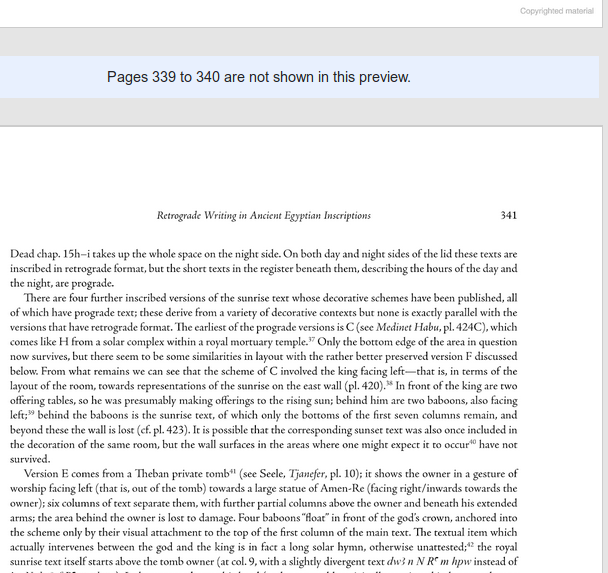 Copyrighted material
Pages 339 to 340 are not shown in this preview.
Retrograde Writing in Ancient Egyptian Inscriptions 341
Dead chap. 15h–i takes up the whole space on the night side. On both day and night sides of the lid these texts are
inscribed in retrograde format, but the short texts in the register beneath them, describing the hours of the day and
the night, are prograde.
There are four further inscribed versions of the sunrise text whose decorative schemes have been published, all
of which have prograde text; these derive from a variety of decorative contexts but none is exactly parallel with the
versions that have retrograde format. The earliest of the prograde versions is C (see Medinet Habu, pl. 424C), which
comes like H from a solar complex within a royal mortuary temple.37 Only the bottom edge of the area in question
now survives, but there seem to be some similarities in layout with the rather better preserved version F discussed
below. From what remains we can see that the scheme of C involved the king facing left—that is, in terms of the
layout of the room, towards representations of the sunrise on the east wall (pl. 420).38 In front of the king are two
offering tables, so he was presumably making offerings to the rising sun; behind him are two baboons, also facing
left;39 behind the baboons is the sunrise text, of which only the bottoms of the first seven columns remain, and
beyond these the wall is lost (cf. pl. 423). It is possible that the corresponding sunset text was also once included in
the decoration of the same room, but the wall surfaces in the areas where one might expect it to occur40 have not
survived.
Version E comes from a Theban private tomb41 (see Seele, Tjanefer, pl. 10); it shows the owner in a gesture of
worship facing left (that is, out of the tomb) towards a large statue of Amen-Re (facing right/inwards towards the
owner); six columns of text separate them, with further partial columns above the owner and beneath his extended
arms; the area behind the owner is lost to damage. Four baboons "float" in front of the god's crown, anchored into
the scheme only by their visual attachment to the top of the first column of the main text. The textual item which
actually intervenes between the god and the king is in fact a long solar hymn, otherwise unattested;42 the royal
sunrise text itself starts above the tomb owner (at col. 9, with a slightly divergent text dwꜣ n N Rꜥ m hpw instead of